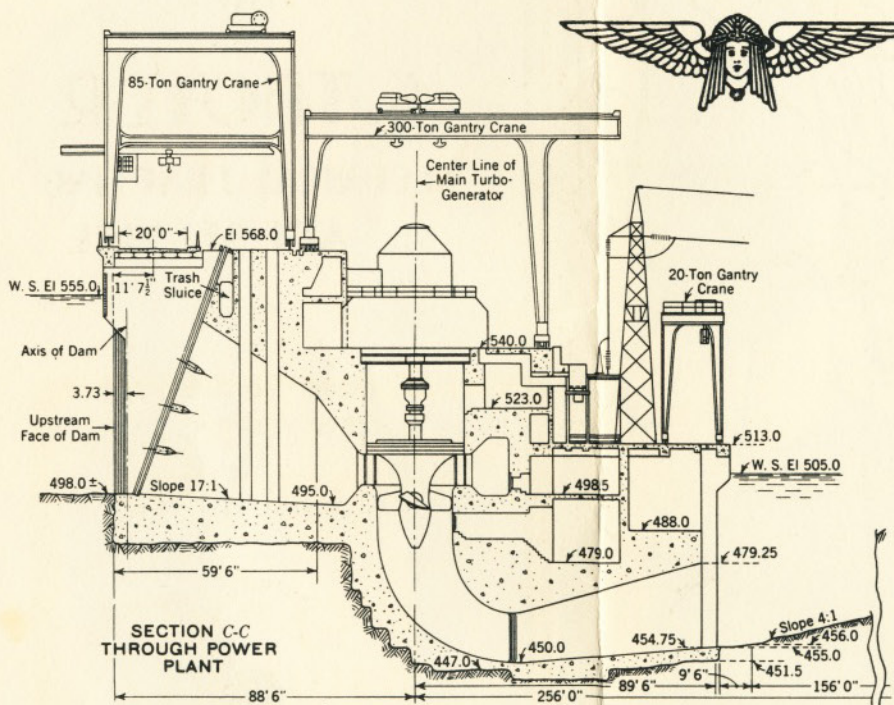 85-Ton Gantry Crane
300-Ton Gantry Crane
Center Line of
Main Turbo-
Generator
20' 0"
El 568.0
W. S. El 555.0
11' 7½"
Trash
Sluice
20-Ton Gantry
Crane
Axis of Dam
540.0
3.73
523.0
Upstream
Face of Dam
513.0
W. S. El 505.0
498.0 ±
Slope 17:1
495.0
498.5
488.0
479.0
479.25
59' 6"
SECTION C-C
THROUGH POWER
PLANT
Slope 4:1
454.75
456.0
455.0
447.0
450.0
451.5
9' 6"
88' 6"
256' 0"
89' 6"
156' 0"